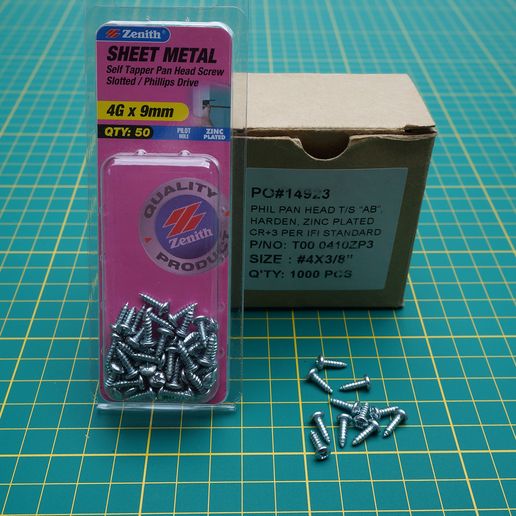 Zenith®
SHEET METAL
Self Tapper Pan Head Screw
Slotted / Phillips Drive
4G x 9mm
QTY: 50
PILOT HOLE
ZINC PLATED
QUALITY
Zenith
PRODUCT
PO#14923
PHIL PAN HEAD T/S "AB",
HARDEN, ZINC PLATED
CR+3 PER IFI STANDARD
P/NO: T00 0410ZP3
SIZE : #4X3/8"
Q'TY: 1000 PCS